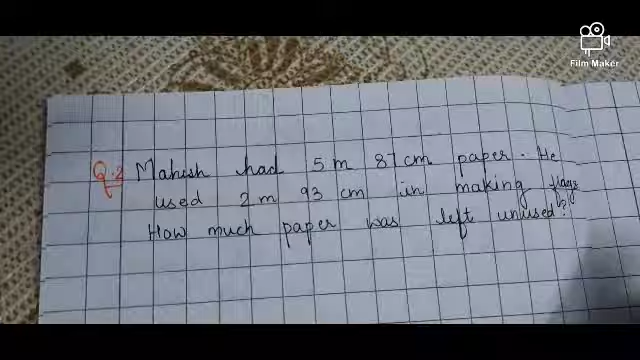 Film Maker
Q.2 Mahish had 5 m 87 cm paper. He
used 2 m 93 cm in making flags
How much paper was left unused?